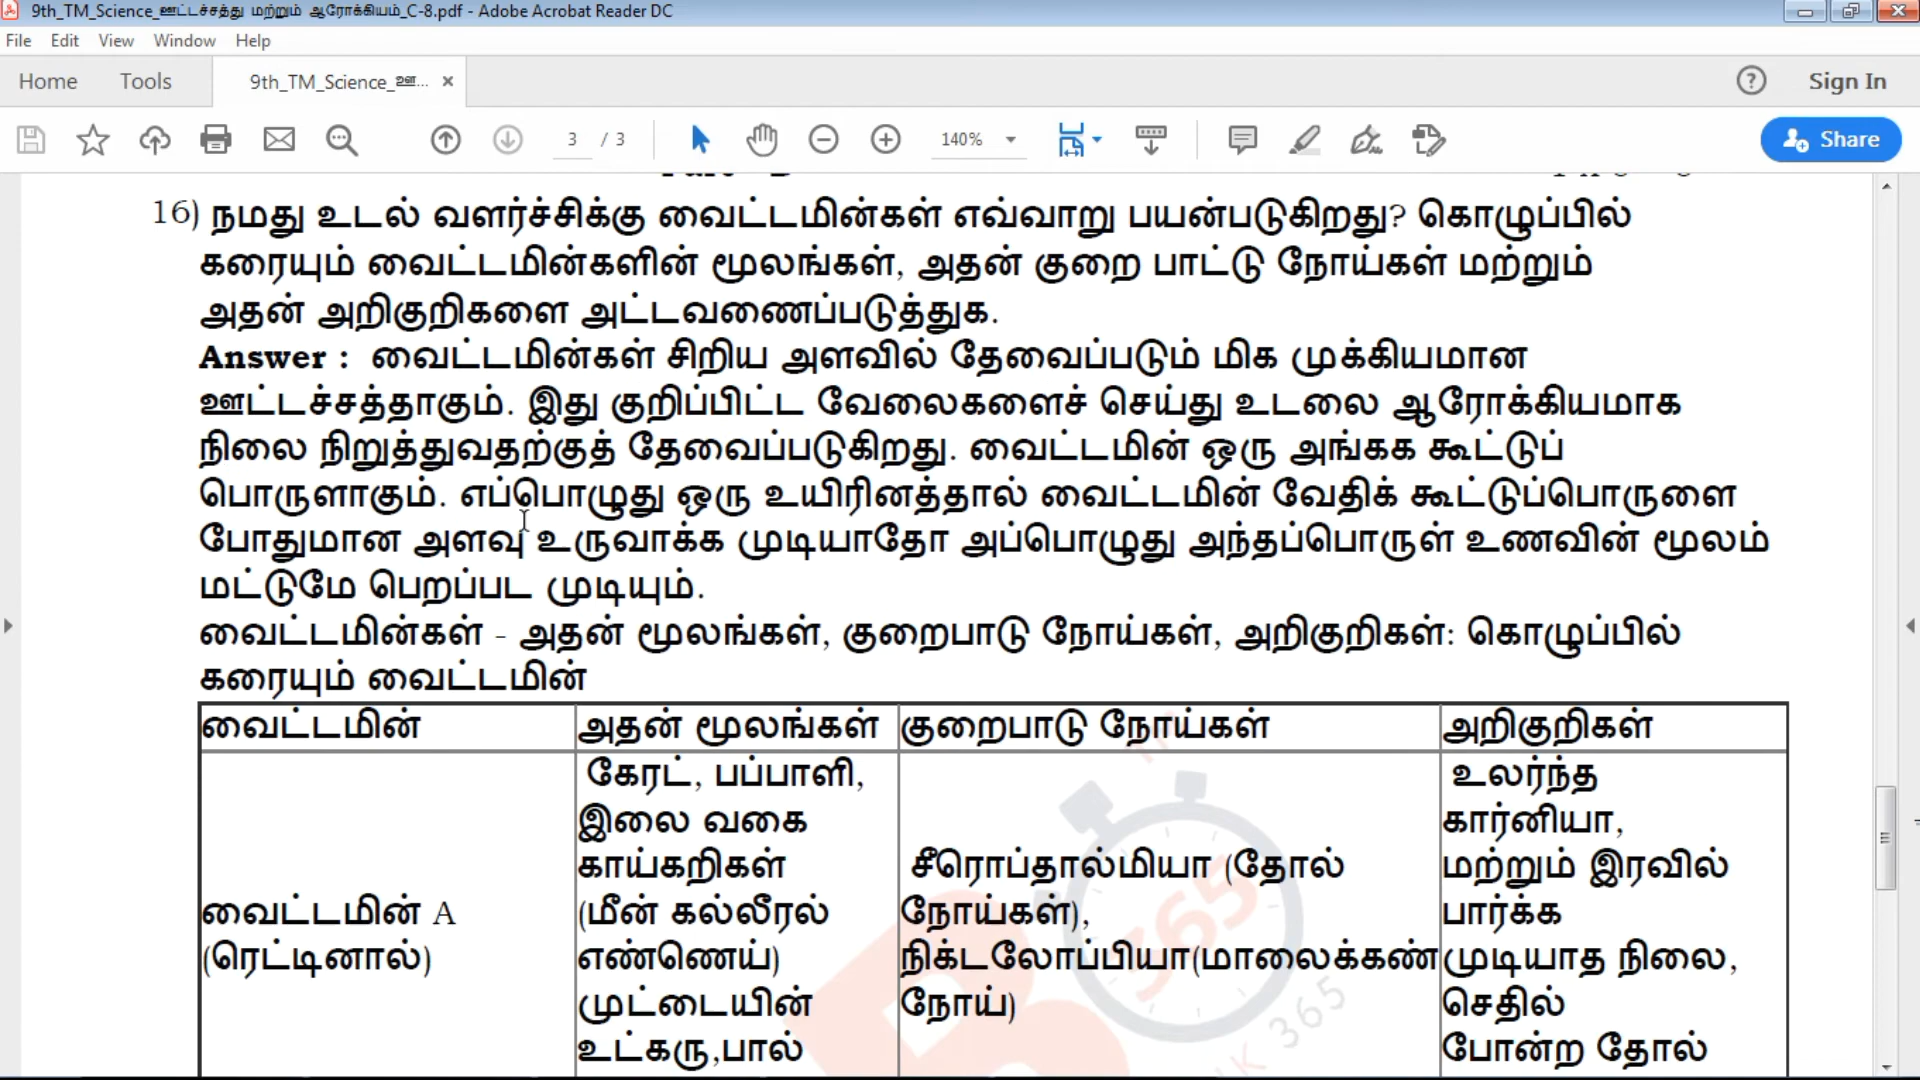 9th_TM_Science_ஊட்டச்சத்து மற்றும் ஆரோக்கியம்_C-8.pdf - Adobe Acrobat Reader DC
File Edit View Window Help
Home Tools 9th_TM_Science_ஊ... × Sign In
3 / 3 140% Share
16) நமது உடல் வளர்ச்சிக்கு வைட்டமின்கள் எவ்வாறு பயன்படுகிறது? கொழுப்பில்
கரையும் வைட்டமின்களின் மூலங்கள், அதன் குறை பாட்டு நோய்கள் மற்றும்
அதன் அறிகுறிகளை அட்டவணைப்படுத்துக.
Answer : வைட்டமின்கள் சிறிய அளவில் தேவைப்படும் மிக முக்கியமான
ஊட்டச்சத்தாகும். இது குறிப்பிட்ட வேலைகளைச் செய்து உடலை ஆரோக்கியமாக
நிலை நிறுத்துவதற்குத் தேவைப்படுகிறது. வைட்டமின் ஒரு அங்கக கூட்டுப்
பொருளாகும். எப்பொழுது ஒரு உயிரினத்தால் வைட்டமின் வேதிக் கூட்டுப்பொருளை
போதுமான அளவு உருவாக்க முடியாதோ அப்பொழுது அந்தப்பொருள் உணவின் மூலம்
மட்டுமே பெறப்பட முடியும்.
வைட்டமின்கள் - அதன் மூலங்கள், குறைபாடு நோய்கள், அறிகுறிகள்: கொழுப்பில்
கரையும் வைட்டமின்
வைட்டமின் அதன் மூலங்கள் குறைபாடு நோய்கள் அறிகுறிகள்
வைட்டமின் A
(ரெட்டினால்)
கேரட், பப்பாளி,
இலை வகை
காய்கறிகள்
(மீன் கல்லீரல்
எண்ணெய்)
முட்டையின்
உட்கரு,பால்
சீரொப்தால்மியா (தோல்
நோய்கள்),
நிக்டலோப்பியா(மாலைக்கண்
நோய்)
உலர்ந்த
கார்னியா,
மற்றும் இரவில்
பார்க்க
முடியாத நிலை,
செதில்
போன்ற தோல்
365
K 365